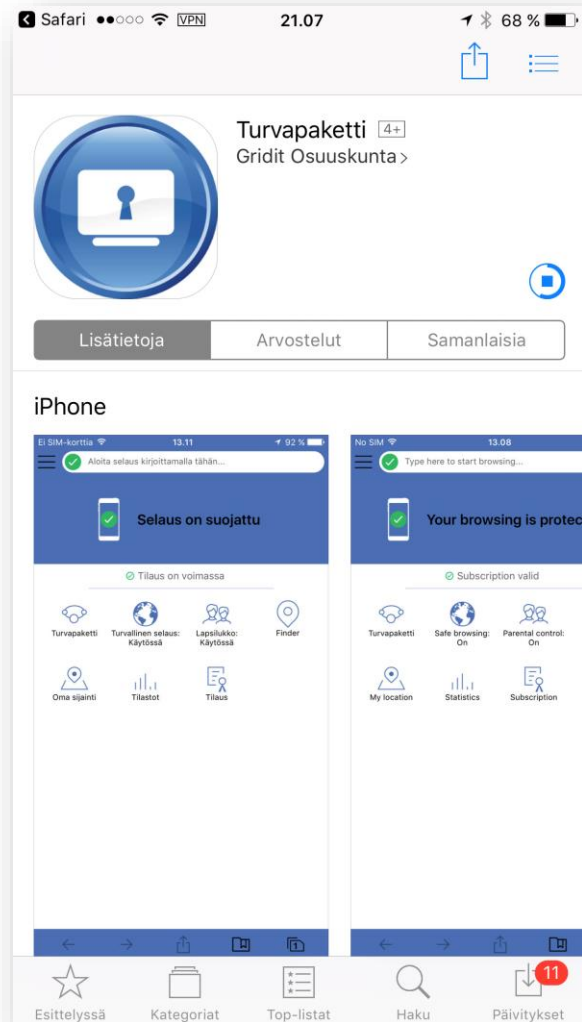 Safari VPN 21.07 68 %
Turvapaketti 4+
Gridit Osuuskunta
Lisätietoja Arvostelut Samanlaisia
iPhone
Ei SIM-korttia 13.11 92 %
Aloita selaus kirjoittamalla tähän...
Selaus on suojattu
Tilaus on voimassa
Turvapaketti Turvallinen selaus: Lapsilukko: Finder
Käytössä Käytössä
Oma sijainti Tilastot Tilaus
1
No SIM 13.08
Type here to start browsing...
Your browsing is protec
Subscription valid
Turvapaketti Safe browsing: Parental control:
On On
My location Statistics Subscription
11
Esittelyssä Kategoriat Top-listat Haku Päivitykset